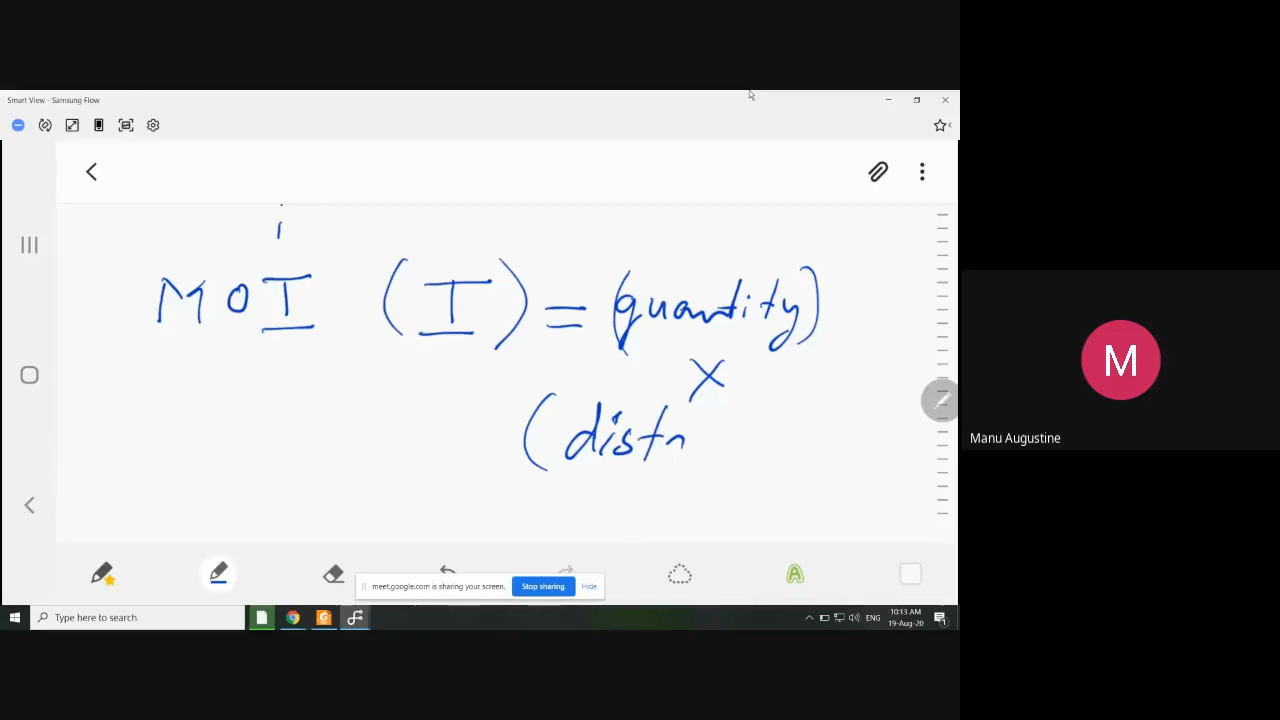 Smart View - Samsung Flow
MOI (I) = (quantity)
X
(distn
M
Manu Augustine
meet.google.com is sharing your screen. Stop sharing Hide
Type here to search
ENG
10:13 AM
19-Aug-20